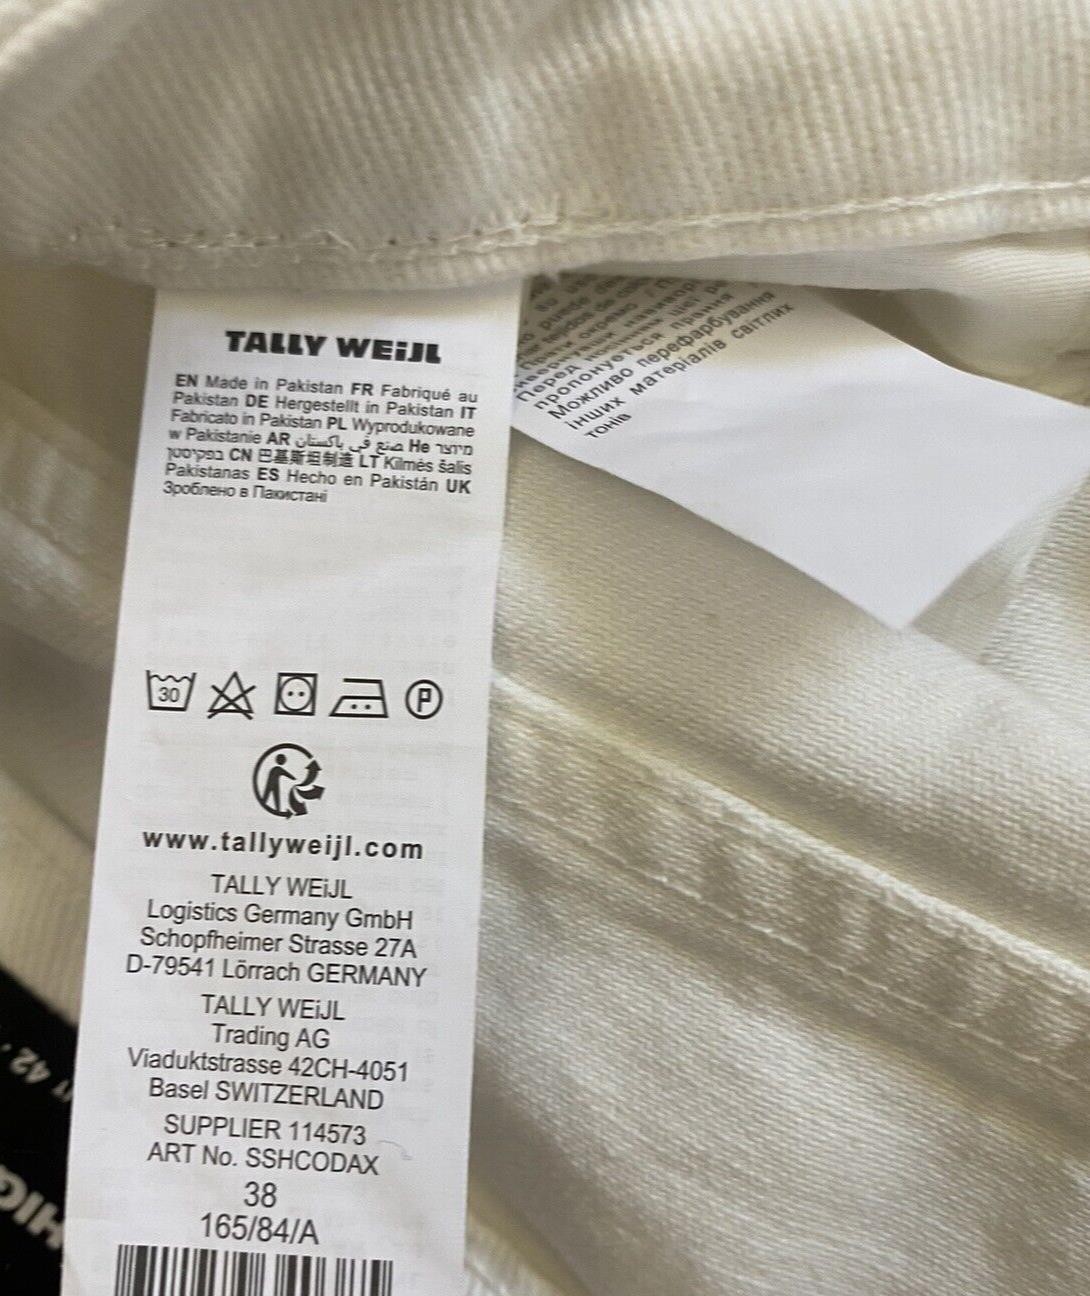 TALLY WEiJL
EN Made in Pakistan FR Fabriqué au
Pakistan DE Hergestellt in Pakistan IT
Fabricato in Pakistan PL Wyprodukowane
w Pakistanie AR صنع في باكستان He מיוצר
בפקיסטן CN 巴基斯坦制造 LT Kilmės šalis
Pakistanas ES Hecho en Pakistán UK
Зроблено в Пакистані
30 P
www.tallyweijl.com
TALLY WEiJL
Logistics Germany GmbH
Schopfheimer Strasse 27A
D-79541 Lörrach GERMANY
TALLY WEiJL
Trading AG
Viaduktstrasse 42CH-4051
Basel SWITZERLAND
SUPPLIER 114573
ART No. SSHCODAX
38
165/84/A
пропонується прання
Можливо перефарбування
інших матеріалів світлих
тонів
42
HIG